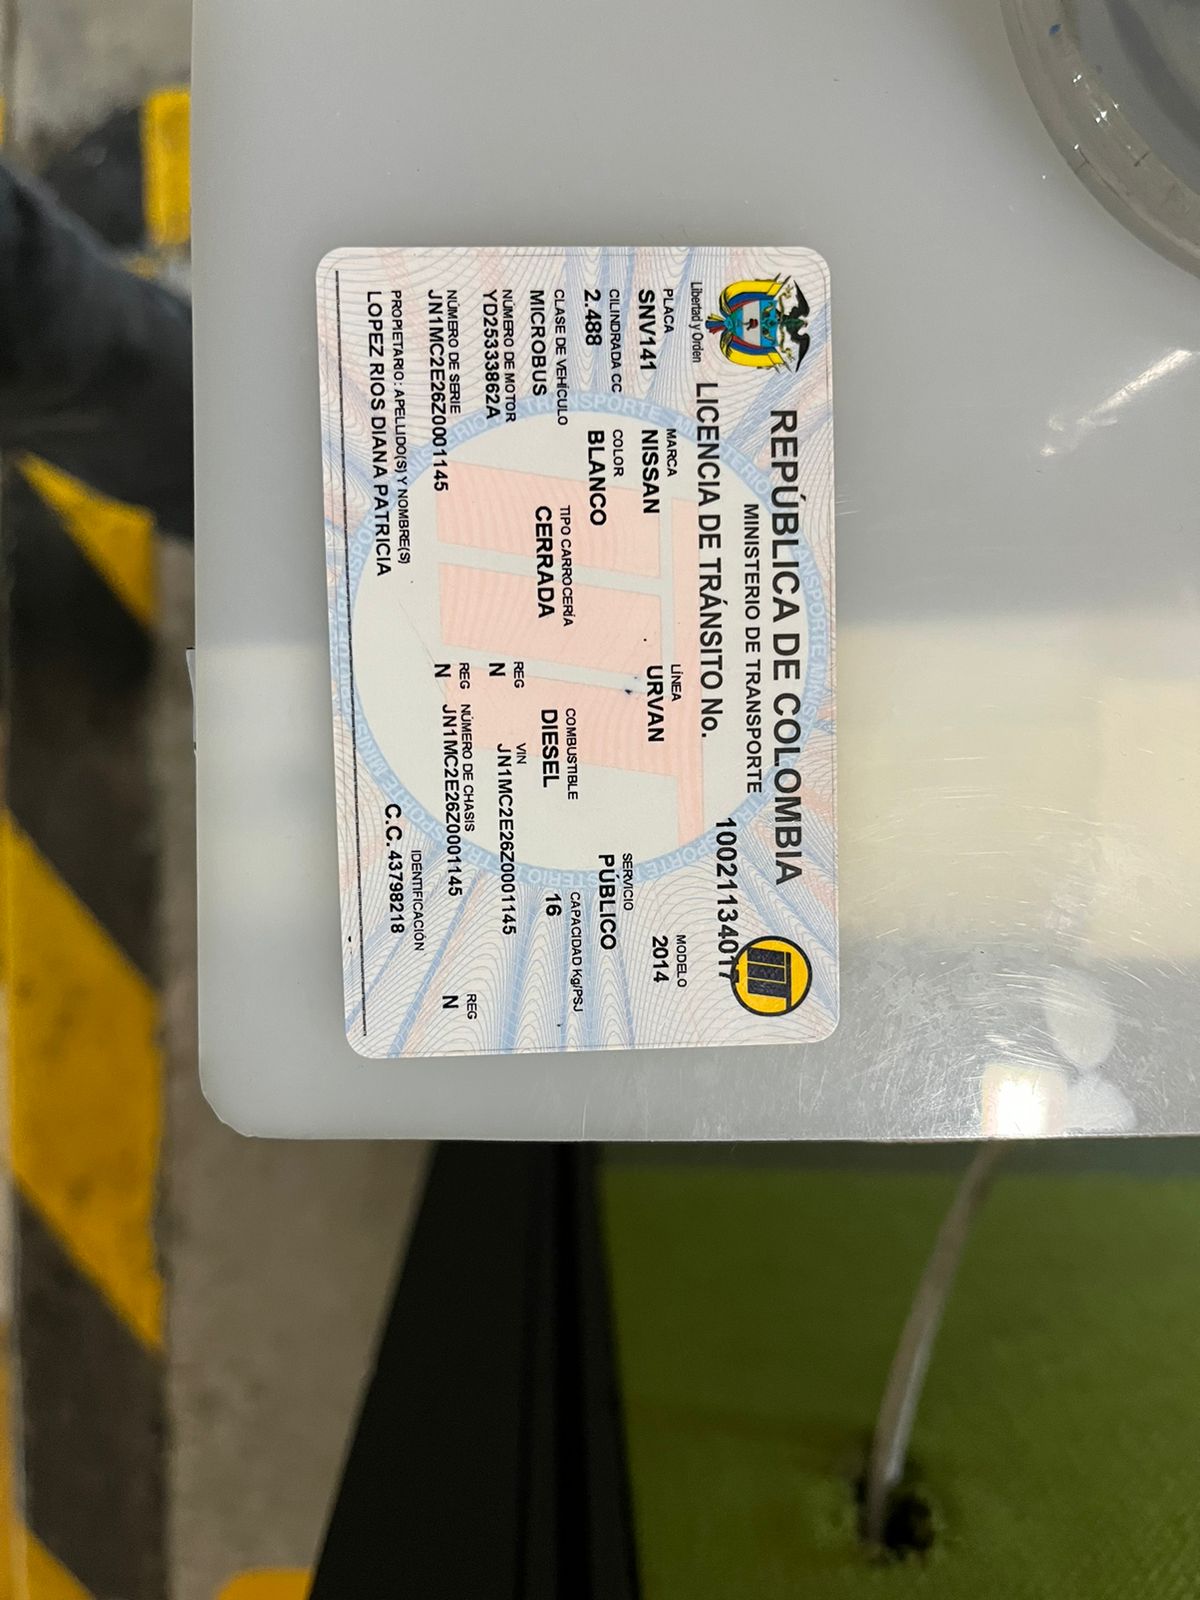 REPÚBLICA DE COLOMBIA
MINISTERIO DE TRANSPORTE
Libertad y Orden
LICENCIA DE TRÁNSITO No. 10021134017
PLACA MARCA LÍNEA MODELO
SNV141 NISSAN URVAN 2014
CILINDRADA CC COLOR SERVICIO
2.488 BLANCO PÚBLICO
CLASE DE VEHÍCULO TIPO CARROCERÍA COMBUSTIBLE CAPACIDAD Kg/PSJ
MICROBUS CERRADA DIESEL 16
NÚMERO DE MOTOR REG VIN
YD25333862A N JN1MC2E26Z0001145
NÚMERO DE SERIE REG NÚMERO DE CHASIS REG
JN1MC2E26Z0001145 N JN1MC2E26Z0001145 N
PROPIETARIO: APELLIDO(S) Y NOMBRE(S) IDENTIFICACIÓN
LOPEZ RIOS DIANA PATRICIA C.C. 43798218